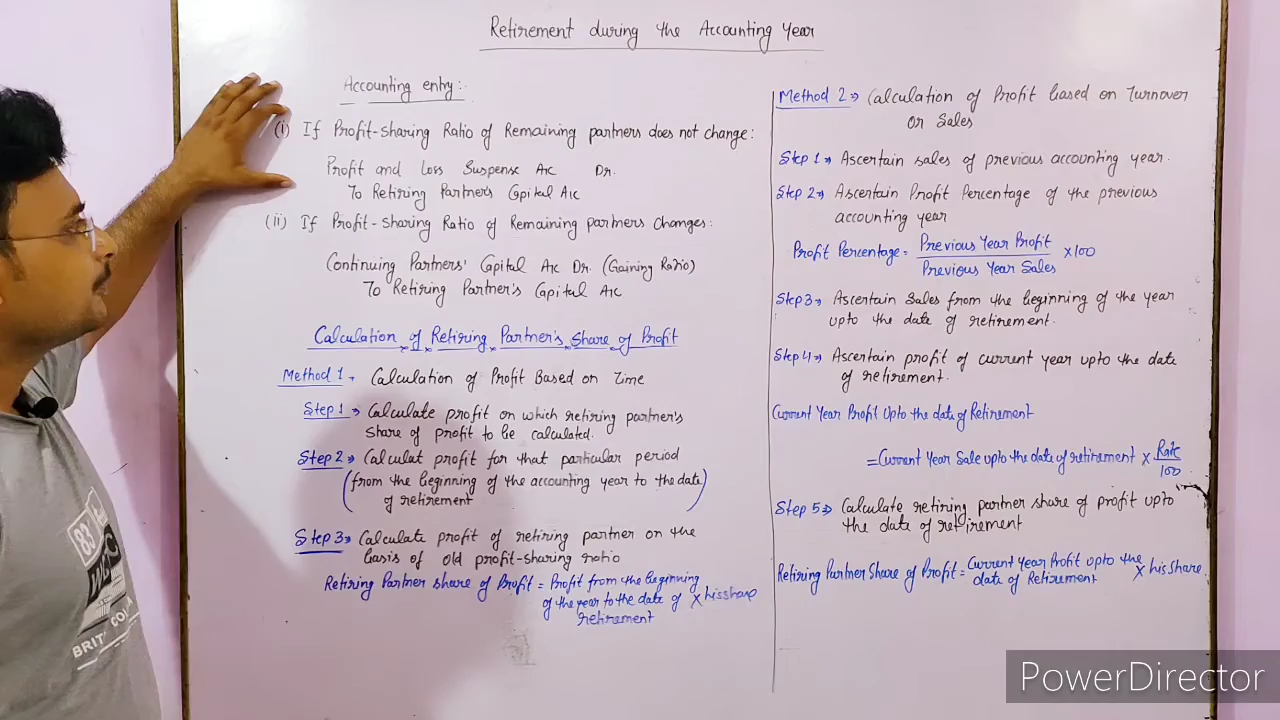 Retirement during the Accounting Year
Accounting entry:-
(i) If Profit-Sharing Ratio of Remaining partners does not change:
Profit and Loss Suspense A/c Dr.
To Retiring Partner's Capital A/c
(ii) If Profit-Sharing Ratio of Remaining partners Changes:
Continuing Partners' Capital A/c Dr. (Gaining Ratio)
To Retiring Partner's Capital A/c
Calculation of Retiring Partner's Share of Profit
Method 1 - Calculation of Profit Based on Time
Step 1 ⇒ Calculate profit on which retiring partner's
share of profit to be calculated.
Step 2 ⇒ Calculat profit for that particular period
(from the beginning of the accounting year to the date
of retirement)
Step 3 ⇒ Calculate profit of retiring partner on the
basis of old profit-sharing ratio
Retiring Partner share of Profit = Profit from the beginning
of the year to the date of × his share
retirement
Method 2 ⇒ Calculation of Profit based on Turnover
or Sales
Step 1 ⇒ Ascertain sales of previous accounting year.
Step 2 ⇒ Ascertain Profit Percentage of the previous
accounting year
Profit Percentage = Previous Year Profit × 100
Previous Year Sales
Step 3 ⇒ Ascertain Sales from the beginning of the year
upto the date of retirement.
Step 4 ⇒ Ascertain profit of current year upto the date
of retirement.
Current Year Profit Upto the date of Retirement
= Current Year Sale upto the date of retirement × Rate
100
Step 5 ⇒ Calculate retiring partner share of profit upto
the date of retirement
Retiring Partner Share of Profit = Current Year Profit upto the × his Share
date of Retirement
83
BRIT
PowerDirector